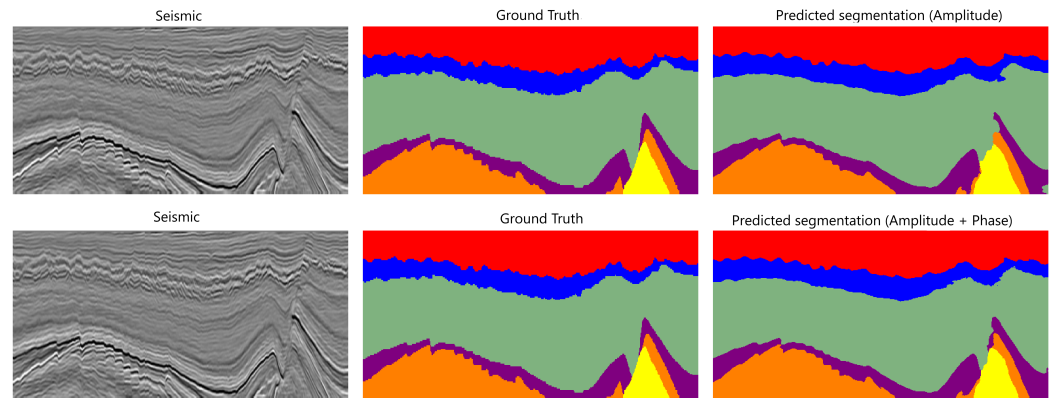 Seismic
Ground Truth
Predicted segmentation (Amplitude)
Seismic
Ground Truth
Predicted segmentation (Amplitude + Phase)